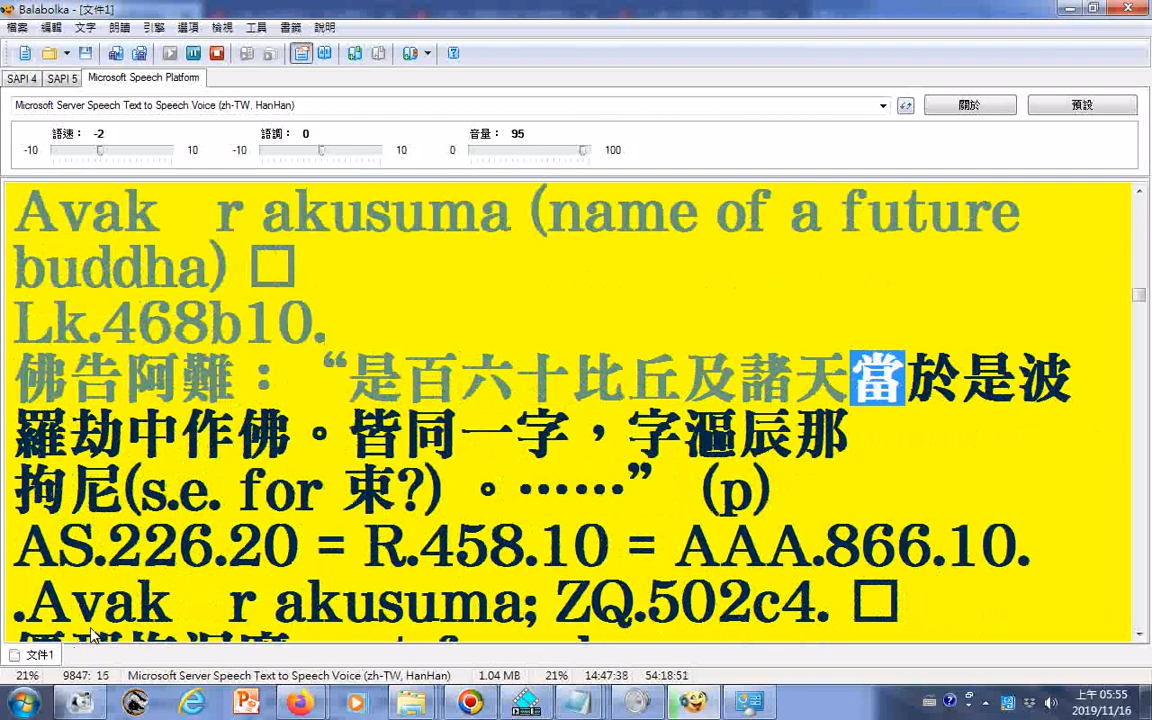 Balabolka - [文件1]
檔案 編輯 文字 朗讀 引擎 選項 檢視 工具 書籤 說明
SAPI 4 SAPI 5 Microsoft Speech Platform
Microsoft Server Speech Text to Speech Voice (zh-TW, HanHan) 關於 預設
語速： -2 語調： 0 音量： 95
-10 10 -10 10 0 100
Avak r akusuma (name of a future
buddha) □
Lk.468b10.
佛告阿難：“是百六十比丘及諸天當於是波
羅劫中作佛。皆同一字，字漚辰那
拘尼(s.e. for 束?) 。……” (p)
AS.226.20 = R.458.10 = AAA.866.10.
.Avak r akusuma; ZQ.502c4. □
文件1
21% 9847: 15 Microsoft Server Speech Text to Speech Voice (zh-TW, HanHan) 1.04 MB 21% 14:47:38 54:18:51
上午 05:55
2019/11/16